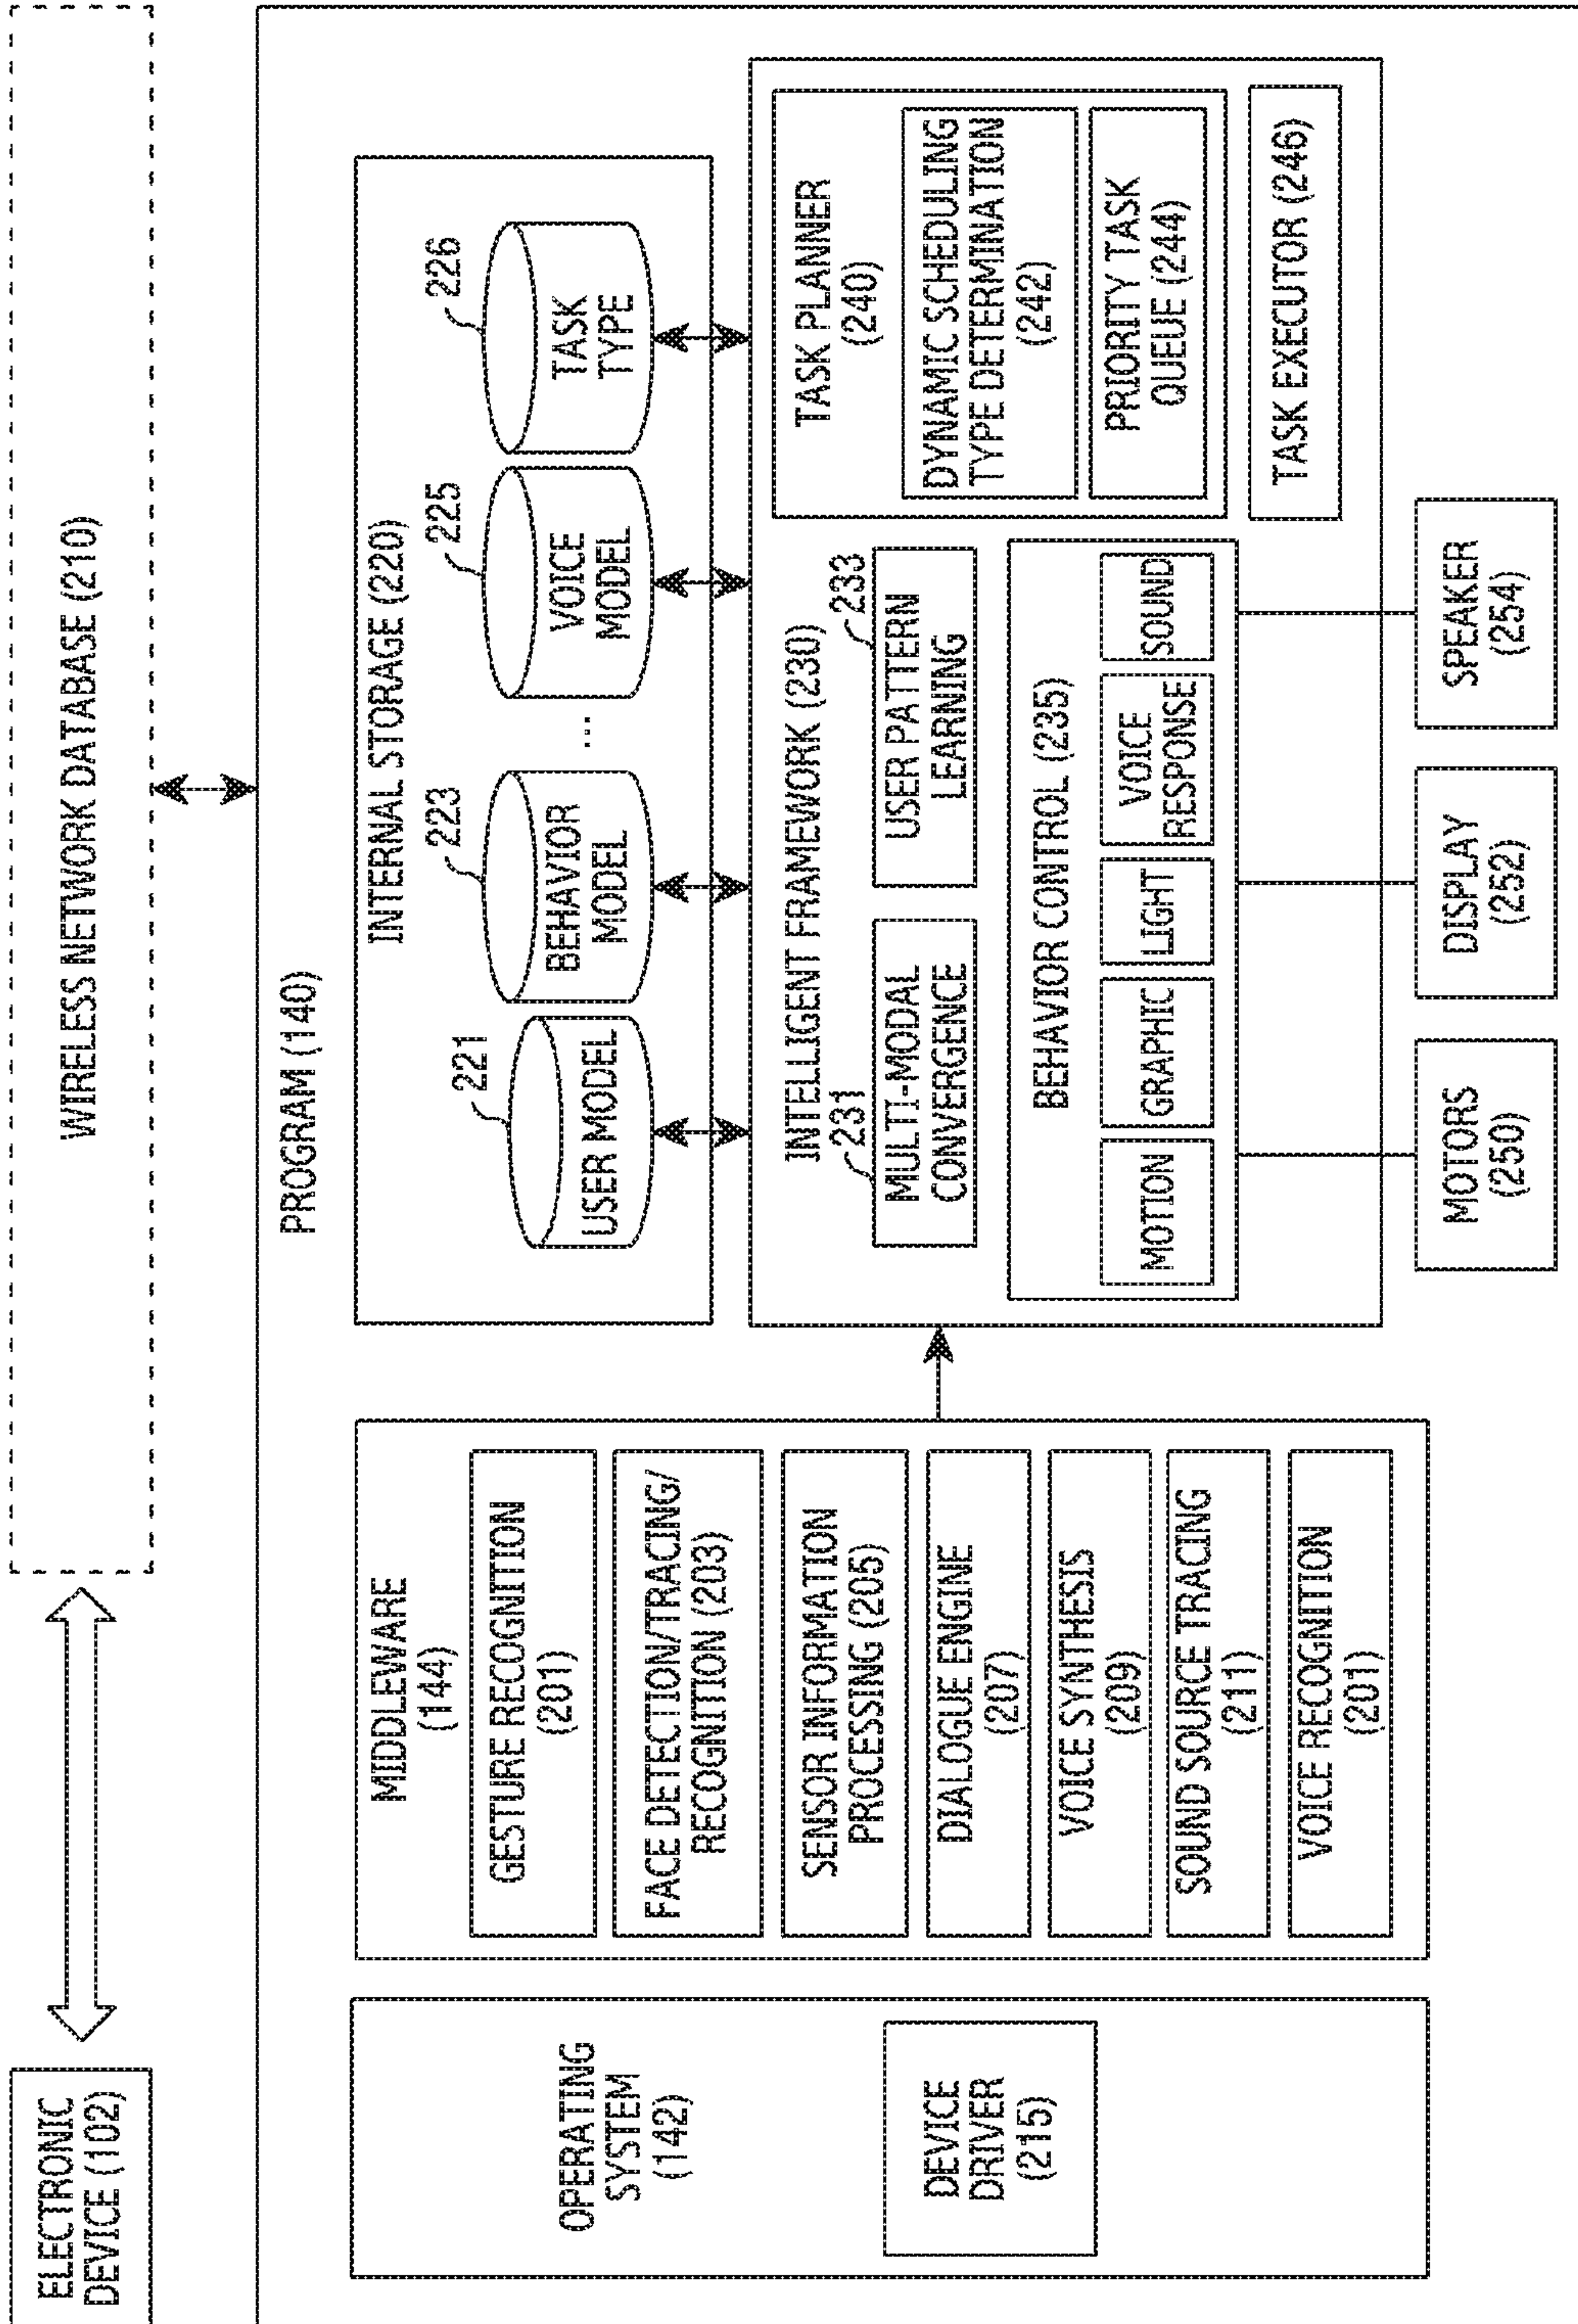 ELECTRONIC
DEVICE (102)
WIRELESS NETWORK DATABASE (210)
PROGRAM (140)
OPERATING
SYSTEM
(142)
DEVICE
DRIVER
(215)
MIDDLEWARE
(144)
GESTURE RECOGNITION
(201)
FACE DETECTION/TRACING/
RECOGNITION (203)
SENSOR INFORMATION
PROCESSING (205)
DIALOGUE ENGINE
(207)
VOICE SYNTHESIS
(209)
SOUND SOURCE TRACING
(211)
VOICE RECOGNITION
(201)
INTERNAL STORAGE (220)
221
USER MODEL
223
BEHAVIOR
MODEL
...
225
VOICE
MODEL
226
TASK
TYPE
INTELLIGENT FRAMEWORK (230)
231
MULTI-MODAL
CONVERGENCE
233
USER PATTERN
LEARNING
BEHAVIOR CONTROL (235)
MOTION
GRAPHIC
LIGHT
VOICE
RESPONSE
SOUND
TASK PLANNER
(240)
DYNAMIC SCHEDULING
TYPE DETERMINATION
(242)
PRIORITY TASK
QUEUE (244)
TASK EXECUTOR (246)
MOTORS
(250)
DISPLAY
(252)
SPEAKER
(254)